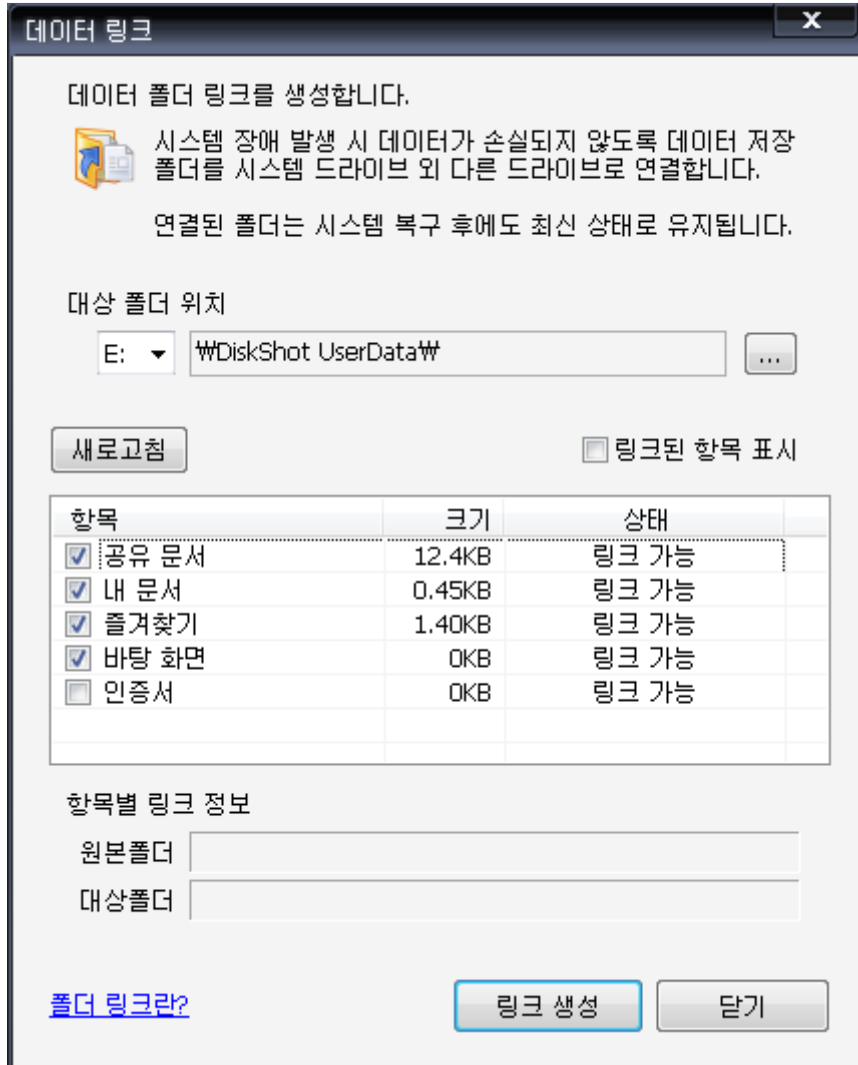 데이터 링크
x
데이터 폴더 링크를 생성합니다.
시스템 장애 발생 시 데이터가 손실되지 않도록 데이터 저장
폴더를 시스템 드라이브 외 다른 드라이브로 연결합니다.
연결된 폴더는 시스템 복구 후에도 최신 상태로 유지됩니다.
대상 폴더 위치
E: ₩DiskShot UserData₩ ...
새로고침 링크된 항목 표시
항목 크기 상태
공유 문서 12.4KB 링크 가능
내 문서 0.45KB 링크 가능
즐겨찾기 1.40KB 링크 가능
바탕 화면 0KB 링크 가능
인증서 0KB 링크 가능
항목별 링크 정보
원본폴더
대상폴더
폴더 링크란? 링크 생성 닫기